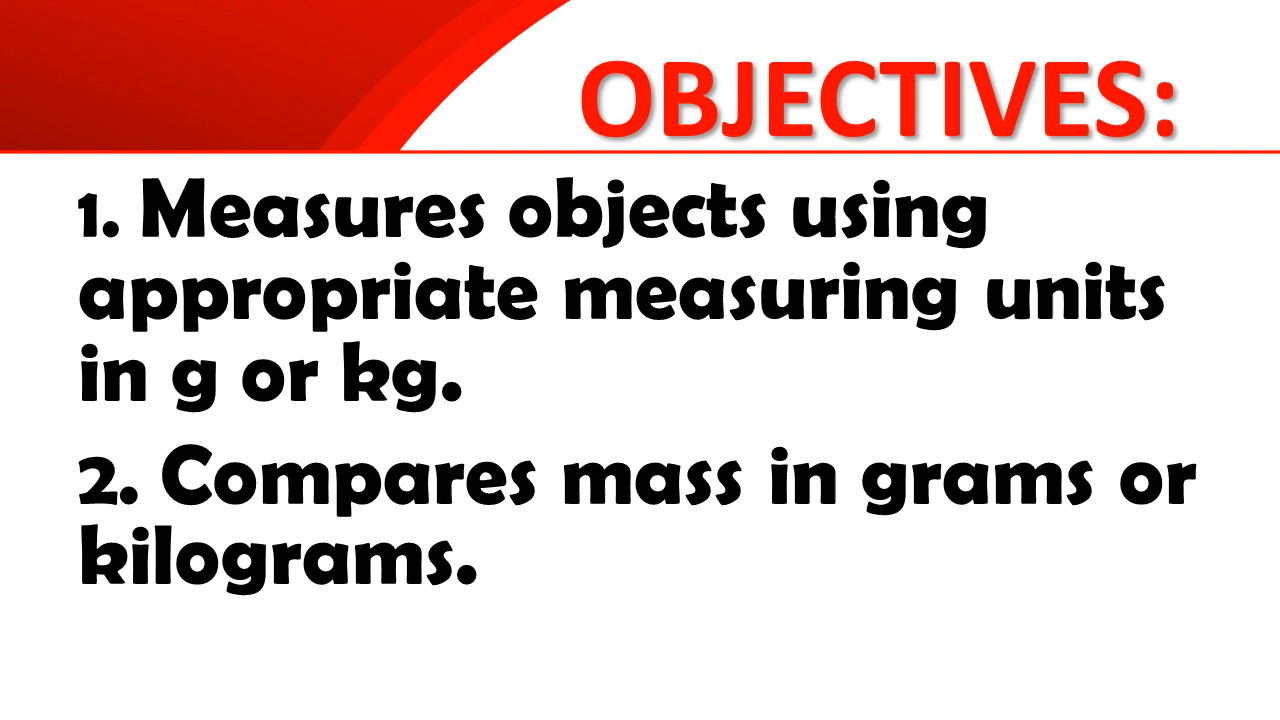 OBJECTIVES:
1. Measures objects using
appropriate measuring units
in g or kg.
2. Compares mass in grams or
kilograms.